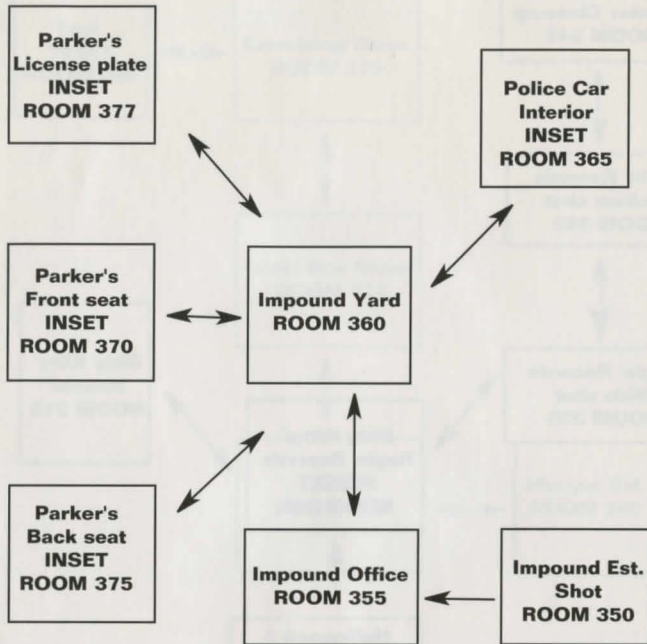 Parker's
License plate
INSET
ROOM 377
Police Car
Interior
INSET
ROOM 365
Parker's
Front seat
INSET
ROOM 370
Impound Yard
ROOM 360
Parker's
Back seat
INSET
ROOM 375
Impound Office
ROOM 355
Impound Est.
Shot
ROOM 350